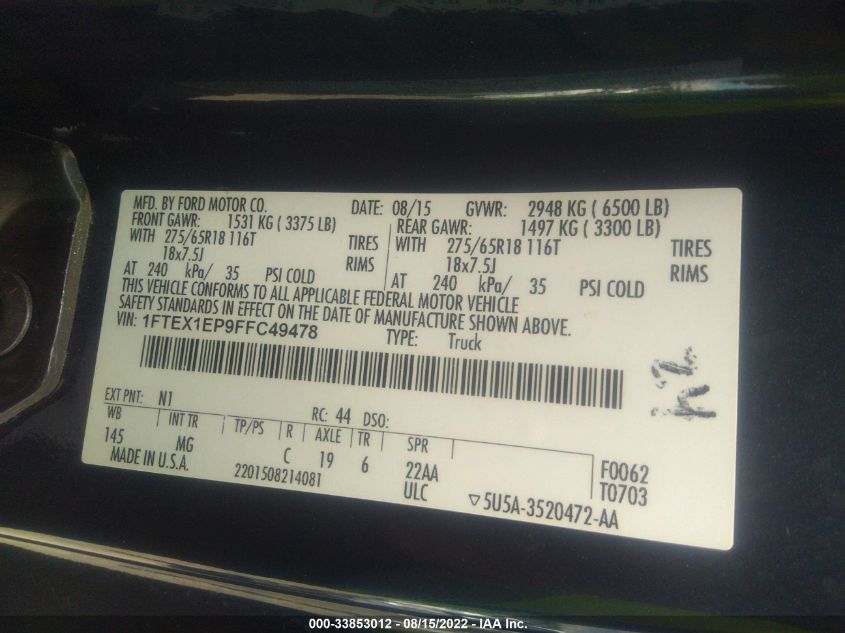 MFD. BY FORD MOTOR CO. DATE: 08/15 GVWR: 2948 KG ( 6500 LB)
FRONT GAWR: 1531 KG ( 3375 LB) REAR GAWR: 1497 KG ( 3300 LB)
WITH 275/65R18 116T TIRES WITH 275/65R18 116T TIRES
18x7.5J RIMS 18x7.5J RIMS
AT 240 kPa/ 35 PSI COLD AT 240 kPa/ 35 PSI COLD
THIS VEHICLE CONFORMS TO ALL APPLICABLE FEDERAL MOTOR VEHICLE
SAFETY STANDARDS IN EFFECT ON THE DATE OF MANUFACTURE SHOWN ABOVE.
VIN: 1FTEX1EP9FFC49478 TYPE: Truck
EXT PNT: N1 RC: 44 DSO:
WB INT TR TP/PS R AXLE TR SPR
145 MG C 19 6 22AA F0062
MADE IN U.S.A. 2201508214081 ULC T0703
▽5U5A-3520472-AA
000-33853012 - 08/15/2022 - IAA Inc.